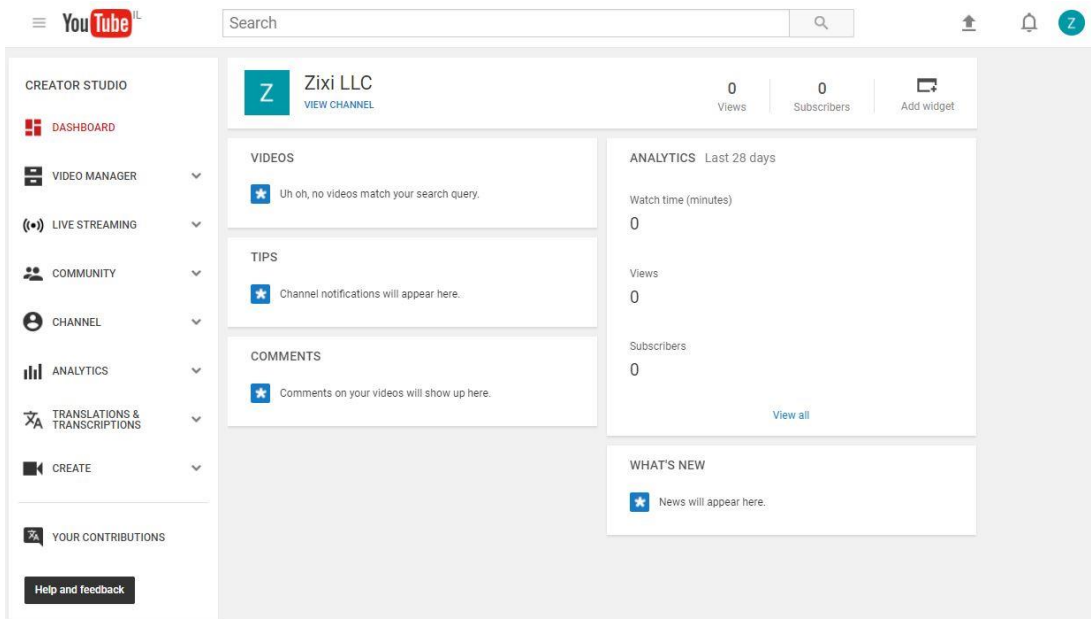 YouTube IL
Search
Z
CREATOR STUDIO
DASHBOARD
VIDEO MANAGER
LIVE STREAMING
COMMUNITY
CHANNEL
ANALYTICS
TRANSLATIONS &
TRANSCRIPTIONS
CREATE
YOUR CONTRIBUTIONS
Help and feedback
Z
Zixi LLC
VIEW CHANNEL
0
Views
0
Subscribers
Add widget
VIDEOS
Uh oh, no videos match your search query.
TIPS
Channel notifications will appear here.
COMMENTS
Comments on your videos will show up here.
ANALYTICS Last 28 days
Watch time (minutes)
0
Views
0
Subscribers
0
View all
WHAT'S NEW
News will appear here.